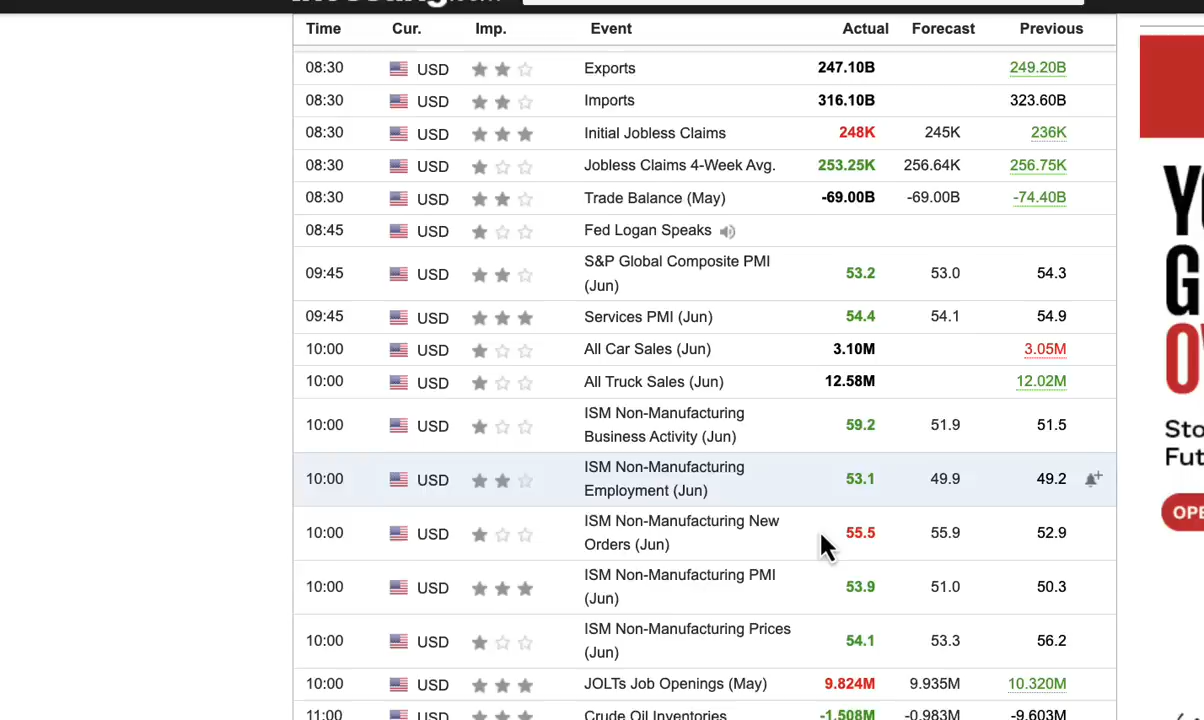 Time Cur. Imp. Event Actual Forecast Previous
08:30 USD Exports 247.10B 249.20B
08:30 USD Imports 316.10B 323.60B
08:30 USD Initial Jobless Claims 248K 245K 236K
08:30 USD Jobless Claims 4-Week Avg. 253.25K 256.64K 256.75K
08:30 USD Trade Balance (May) -69.00B -69.00B -74.40B
08:45 USD Fed Logan Speaks
09:45 USD S&P Global Composite PMI 53.2 53.0 54.3
(Jun)
09:45 USD Services PMI (Jun) 54.4 54.1 54.9
10:00 USD All Car Sales (Jun) 3.10M 3.05M
10:00 USD All Truck Sales (Jun) 12.58M 12.02M
10:00 USD ISM Non-Manufacturing 59.2 51.9 51.5
Business Activity (Jun)
10:00 USD ISM Non-Manufacturing 53.1 49.9 49.2
Employment (Jun)
10:00 USD ISM Non-Manufacturing New 55.5 55.9 52.9
Orders (Jun)
10:00 USD ISM Non-Manufacturing PMI 53.9 51.0 50.3
(Jun)
10:00 USD ISM Non-Manufacturing Prices 54.1 53.3 56.2
(Jun)
10:00 USD JOLTs Job Openings (May) 9.824M 9.935M 10.320M
11:00 USD Crude Oil Inventories -1.508M -0.983M -9.603M